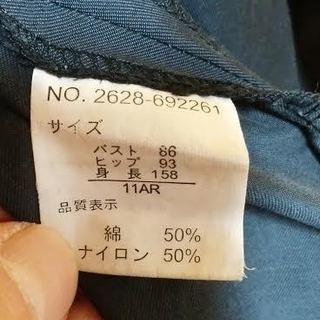 NO. 2628-692261
サイズ
バスト 86
ヒップ 93
身長 158
11AR
品質表示
綿 50%
ナイロン 50%